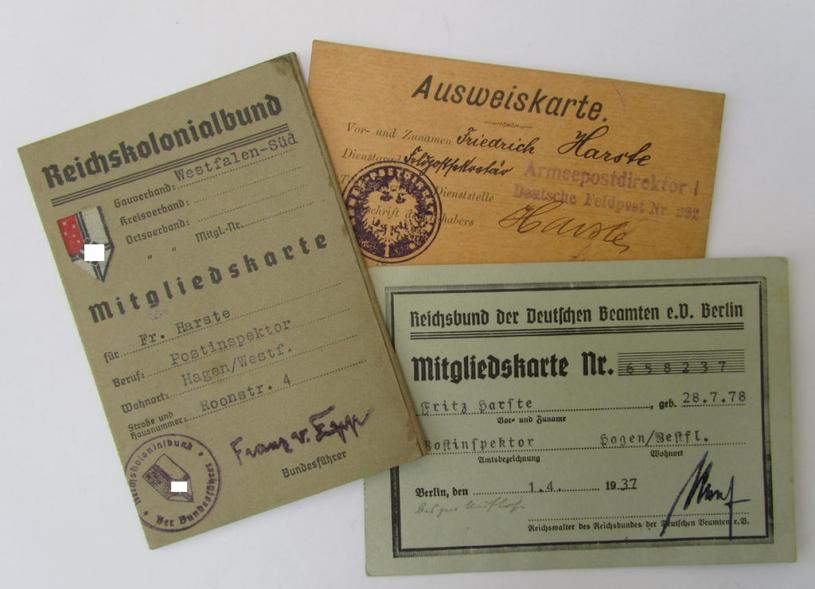 Reichskolonialbund
Gauverband: Westfalen-Süd
Kreisverband:
Ortsverband:
" " Mitgl.-Nr.
Mitgliedskarte
für Fr. Harste
Beruf: Postinspektor
Wohnort: Hagen/Westf.
Straße und
Hausnummer: Roonstr. 4
Franz v. Epp
Bundesführer
Reichskolonialbund
Der Bundesführer
Ausweiskarte.
Vor- und Zunamen Friedrich Harste
Dienstgrad Feldpostsekretär
Dienststelle
Armeepostdirektor
Deutsche Feldpost Nr.
Harste
Reichsbund der Deutschen Beamten e.V. Berlin
Mitgliedskarte Nr. 658237
Fritz Harste, geb. 28.7.78
Vor- und Zuname
Postinspektor Hagen/Westfl.
Amtsbezeichnung Wohnort
Berlin, den 1.4. 1937
Reichswalter des Reichsbundes der Deutschen Beamten e.V.